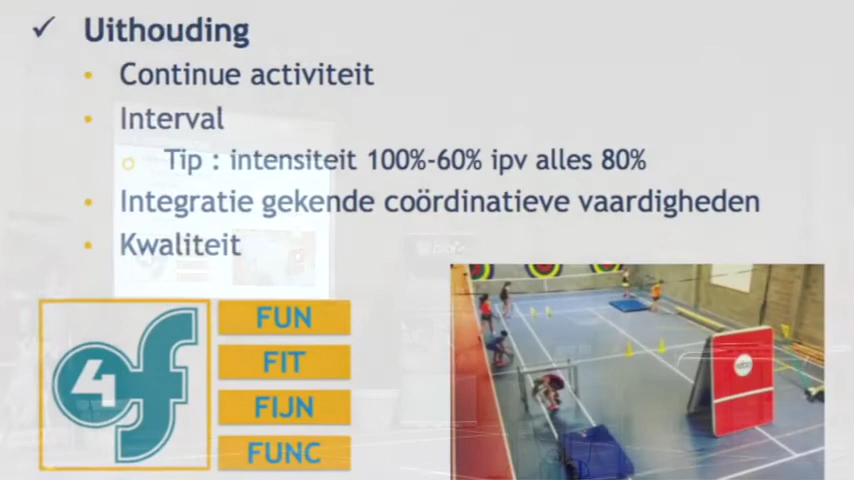 ✓ Uithouding
• Continue activiteit
• Interval
o Tip : intensiteit 100%-60% ipv alles 80%
• Integratie gekende coördinatieve vaardigheden
• Kwaliteit
4f
FUN
FIT
FIJN
FUNC